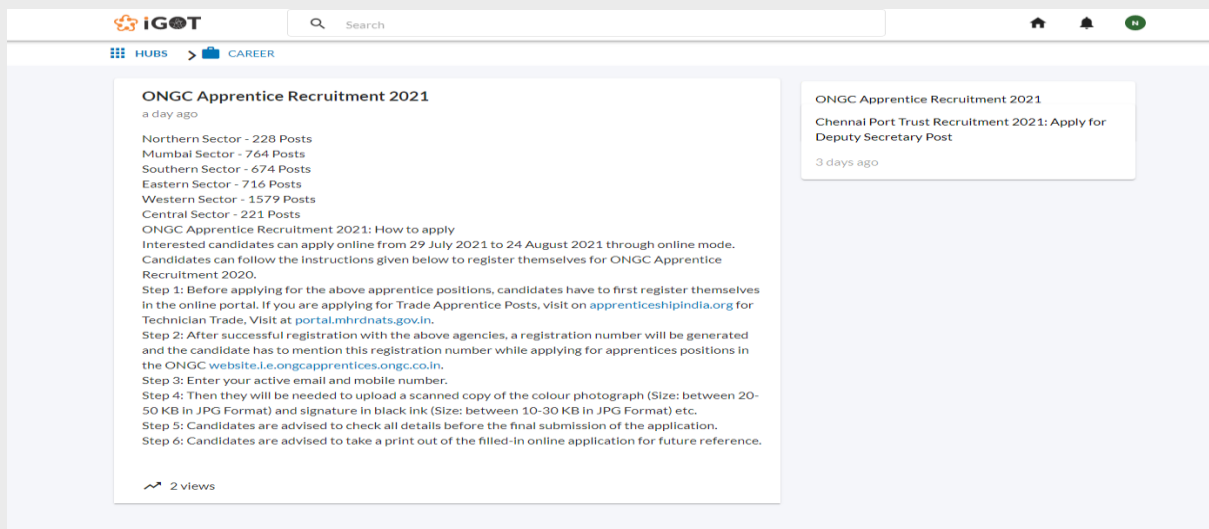 iGOT
Search
N
HUBS
CAREER
ONGC Apprentice Recruitment 2021
a day ago
Northern Sector - 228 Posts
Mumbai Sector - 764 Posts
Southern Sector - 674 Posts
Eastern Sector - 716 Posts
Western Sector - 1579 Posts
Central Sector - 221 Posts
ONGC Apprentice Recruitment 2021: How to apply
Interested candidates can apply online from 29 July 2021 to 24 August 2021 through online mode.
Candidates can follow the instructions given below to register themselves for ONGC Apprentice
Recruitment 2020.
Step 1: Before applying for the above apprentice positions, candidates have to first register themselves
in the online portal. If you are applying for Trade Apprentice Posts, visit on apprenticeshipindia.org for
Technician Trade, Visit at portal.mhrdnats.gov.in.
Step 2: After successful registration with the above agencies, a registration number will be generated
and the candidate has to mention this registration number while applying for apprentices positions in
the ONGC website.i.e.ongcapprentices.ongc.co.in.
Step 3: Enter your active email and mobile number.
Step 4: Then they will be needed to upload a scanned copy of the colour photograph (Size: between 20-
50 KB in JPG Format) and signature in black ink (Size: between 10-30 KB in JPG Format) etc.
Step 5: Candidates are advised to check all details before the final submission of the application.
Step 6: Candidates are advised to take a print out of the filled-in online application for future reference.
2 views
ONGC Apprentice Recruitment 2021
Chennai Port Trust Recruitment 2021: Apply for
Deputy Secretary Post
3 days ago